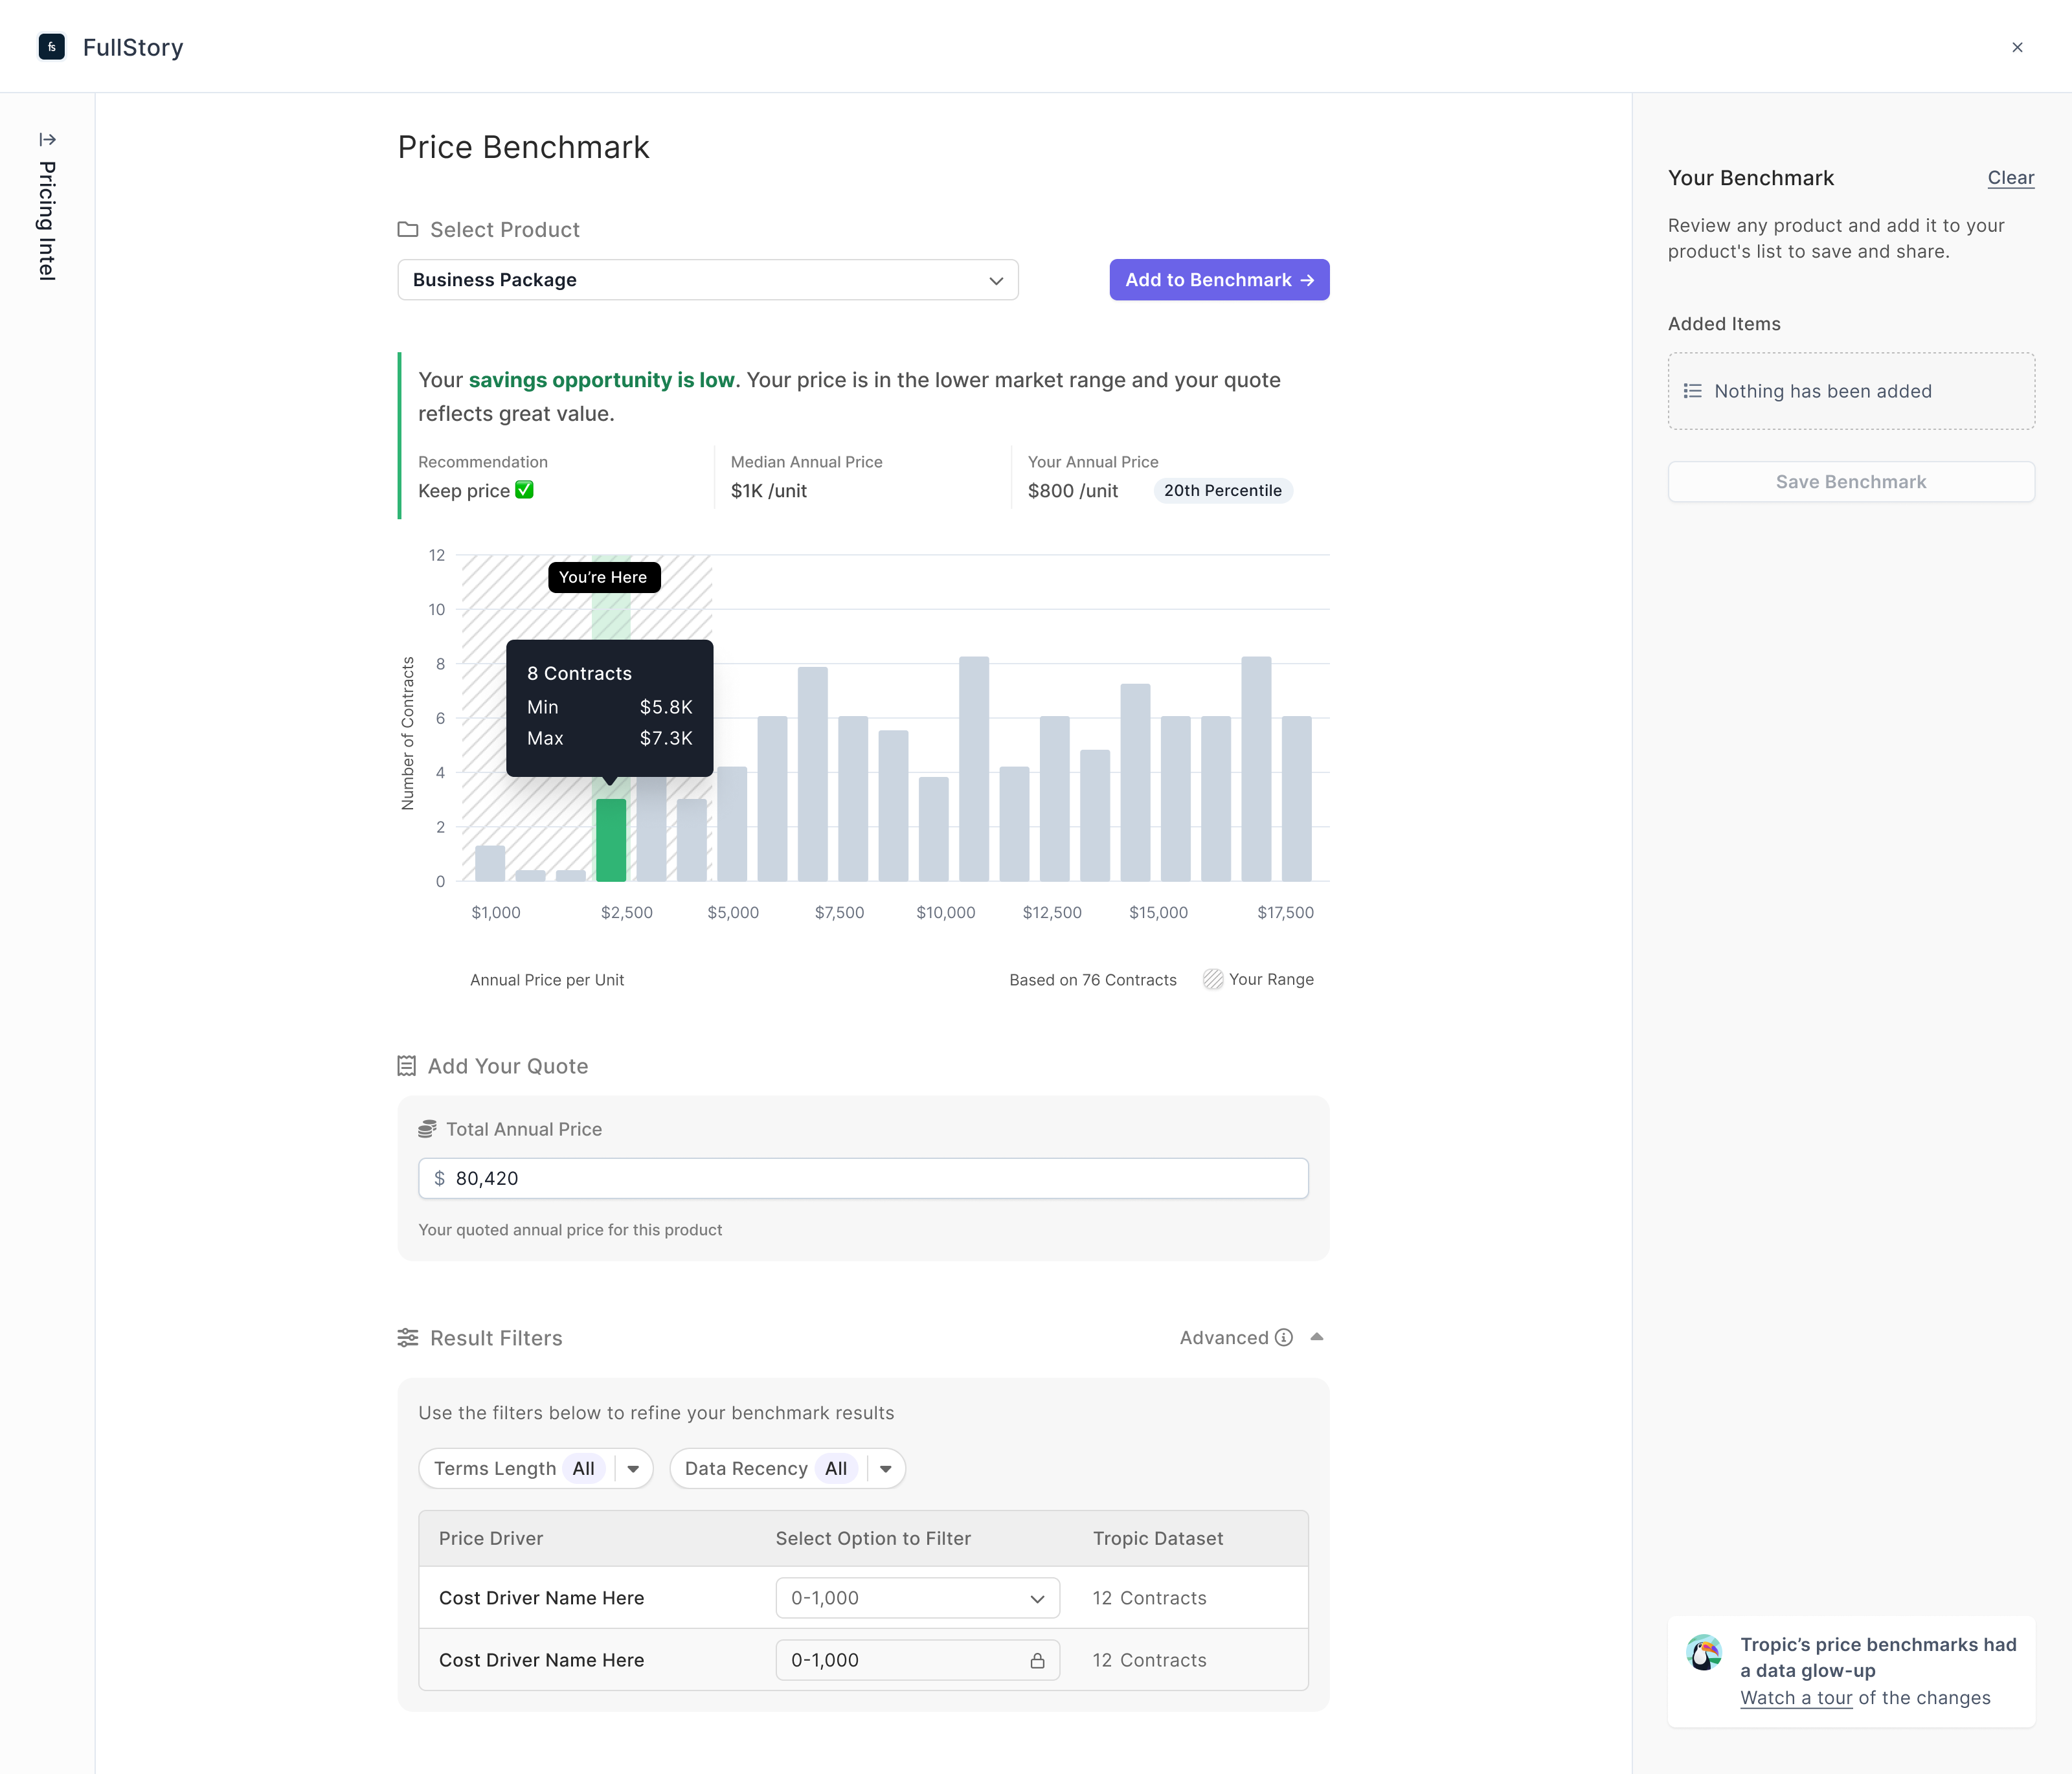 fs FullStory
Pricing Intel
Price Benchmark
Select Product
Business Package
Add to Benchmark →
Your savings opportunity is low. Your price is in the lower market range and your quote
reflects great value.
Recommendation
Keep price ✅
Median Annual Price
$1K /unit
Your Annual Price
$800 /unit
20th Percentile
Number of Contracts
12
10
8
6
4
2
0
You’re Here
8 Contracts
Min $5.8K
Max $7.3K
$1,000 $2,500 $5,000 $7,500 $10,000 $12,500 $15,000 $17,500
Annual Price per Unit
Based on 76 Contracts
Your Range
Add Your Quote
Total Annual Price
$ 80,420
Your quoted annual price for this product
Result Filters
Advanced
Use the filters below to refine your benchmark results
Terms Length All
Data Recency All
Price Driver Select Option to Filter Tropic Dataset
Cost Driver Name Here 0-1,000 12 Contracts
Cost Driver Name Here 0-1,000 12 Contracts
Your Benchmark
Clear
Review any product and add it to your
product's list to save and share.
Added Items
Nothing has been added
Save Benchmark
Tropic’s price benchmarks had
a data glow-up
Watch a tour of the changes